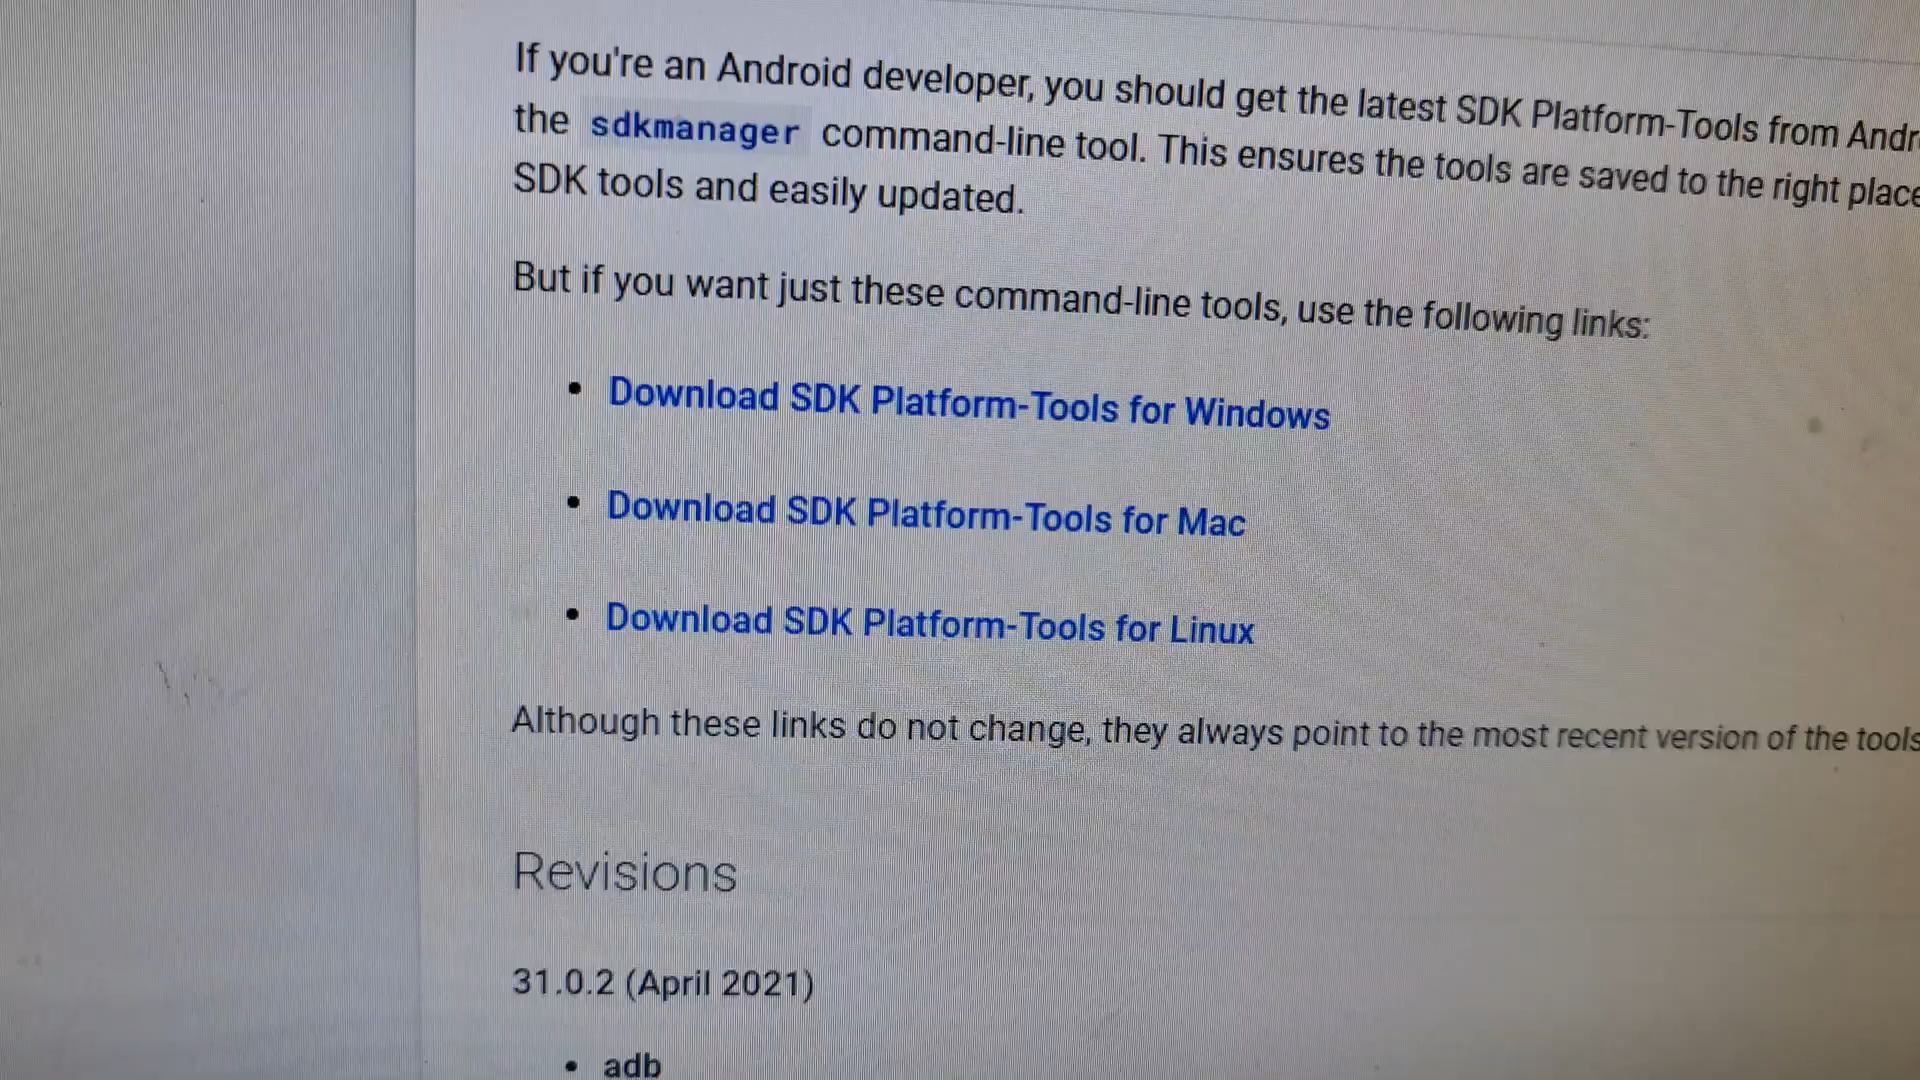 If you're an Android developer, you should get the latest SDK Platform-Tools from
the sdkmanager command-line tool. This ensures the tools are saved to the right place
SDK tools and easily updated.
But if you want just these command-line tools, use the following links:
• Download SDK Platform-Tools for Windows
• Download SDK Platform-Tools for Mac
• Download SDK Platform-Tools for Linux
Although these links do not change, they always point to the most recent version of the tools
Revisions
31.0.2 (April 2021)
• adb